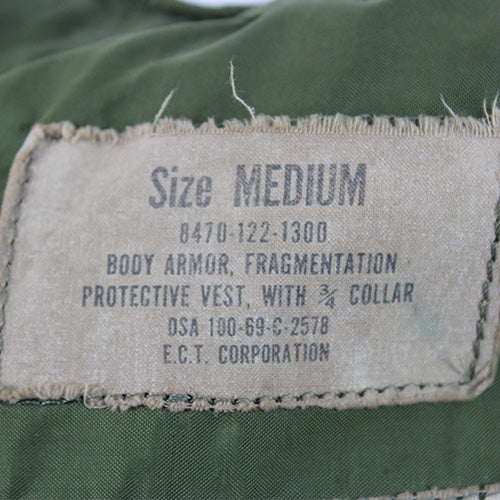 Size MEDIUM
8470-122-1300
BODY ARMOR, FRAGMENTATION
PROTECTIVE VEST, WITH ¾ COLLAR
DSA 100-69-C-2578
E.C.T. CORPORATION